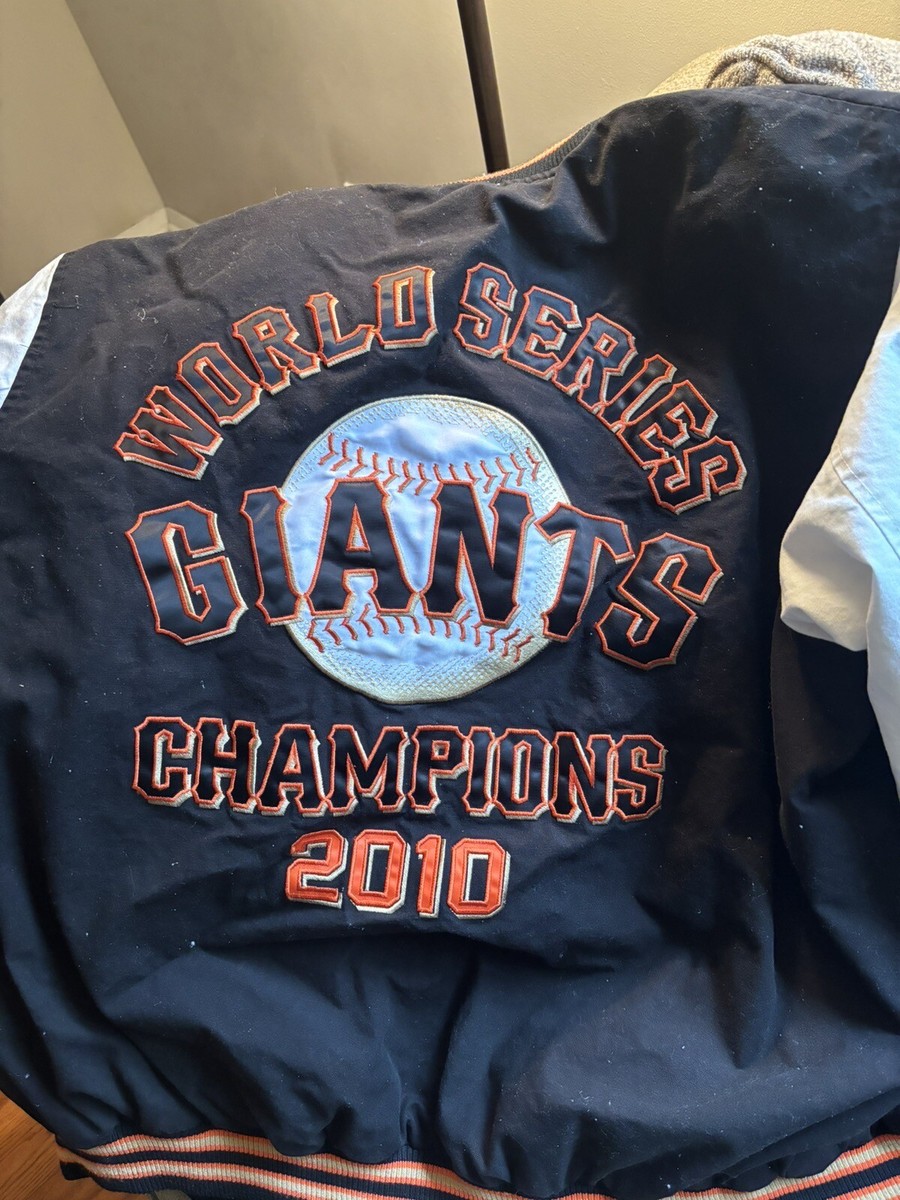 WORLD SERIES
GIANTS
CHAMPIONS
2010